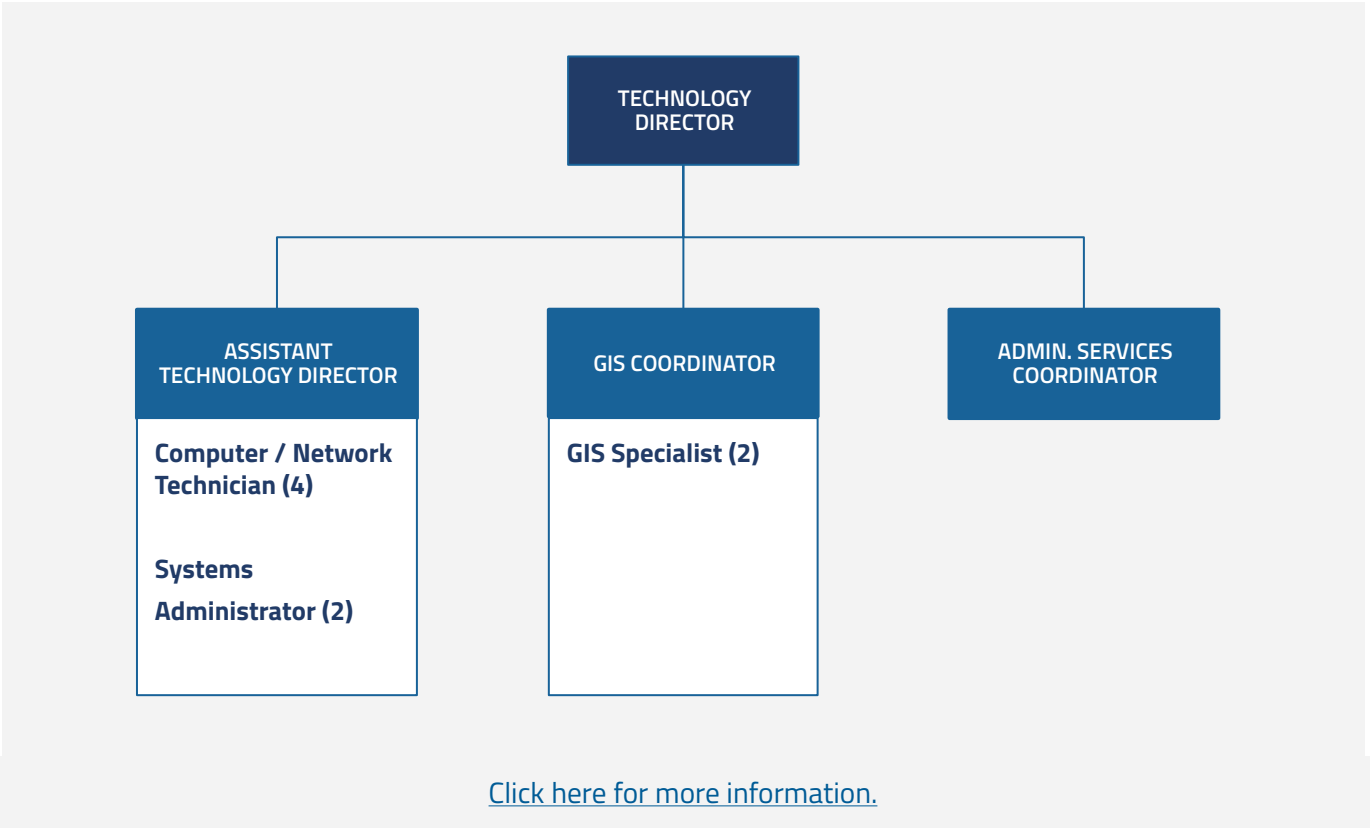 TECHNOLOGY
DIRECTOR
ASSISTANT
TECHNOLOGY DIRECTOR
Computer / Network
Technician (4)
Systems
Administrator (2)
GIS COORDINATOR
GIS Specialist (2)
ADMIN. SERVICES
COORDINATOR
Click here for more information.